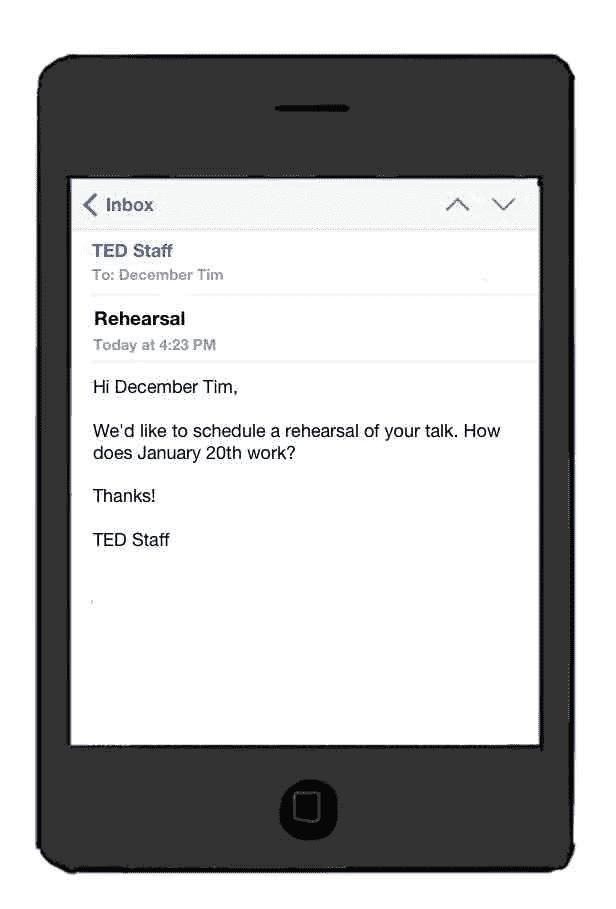 Inbox
TED Staff
To: December Tim
Rehearsal
Today at 4:23 PM
Hi December Tim,
We'd like to schedule a rehearsal of your talk. How
does January 20th work?
Thanks!
TED Staff